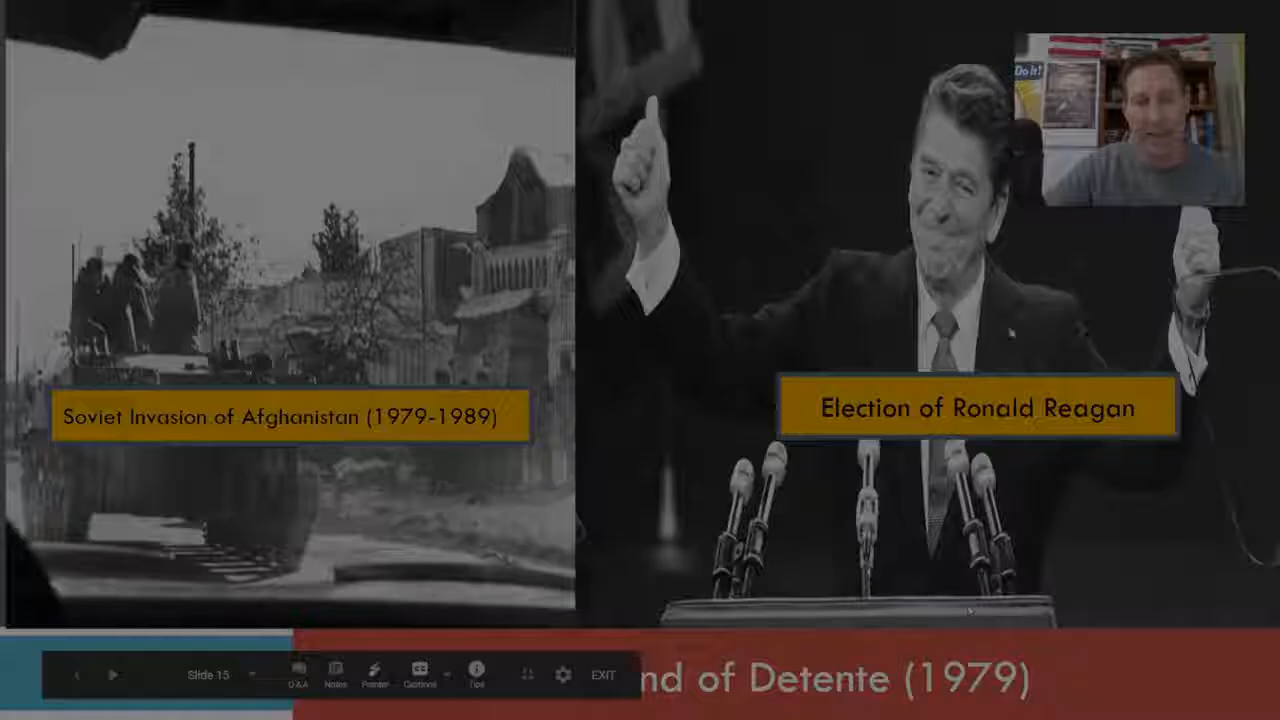 Do it!
Soviet Invasion of Afghanistan (1979-1989)
Election of Ronald Reagan
nd of Detente (1979)
Slide 15
Q&A
Notes
Pointer
Captions
Tips
EXIT